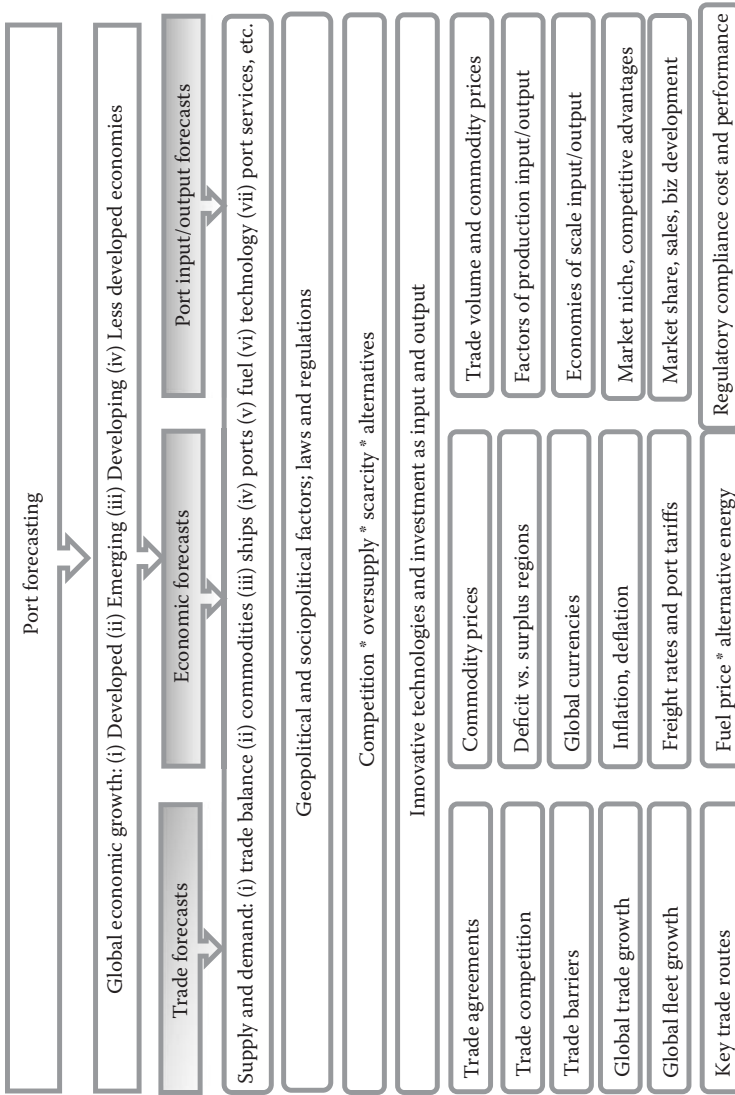 Port forecasting
Global economic growth: (i) Developed (ii) Emerging (iii) Developing (iv) Less developed economies
Trade forecasts
Economic forecasts
Port input/output forecasts
Supply and demand: (i) trade balance (ii) commodities (iii) ships (iv) ports (v) fuel (vi) technology (vii) port services, etc.
Geopolitical and sociopolitical factors; laws and regulations
Competition * oversupply * scarcity * alternatives
Innovative technologies and investment as input and output
Trade agreements
Commodity prices
Trade volume and commodity prices
Trade competition
Deficit vs. surplus regions
Factors of production input/output
Trade barriers
Global currencies
Economies of scale input/output
Global trade growth
Inflation, deflation
Market niche, competitive advantages
Global fleet growth
Freight rates and port tariffs
Market share, sales, biz development
Key trade routes
Fuel price * alternative energy
Regulatory compliance cost and performance